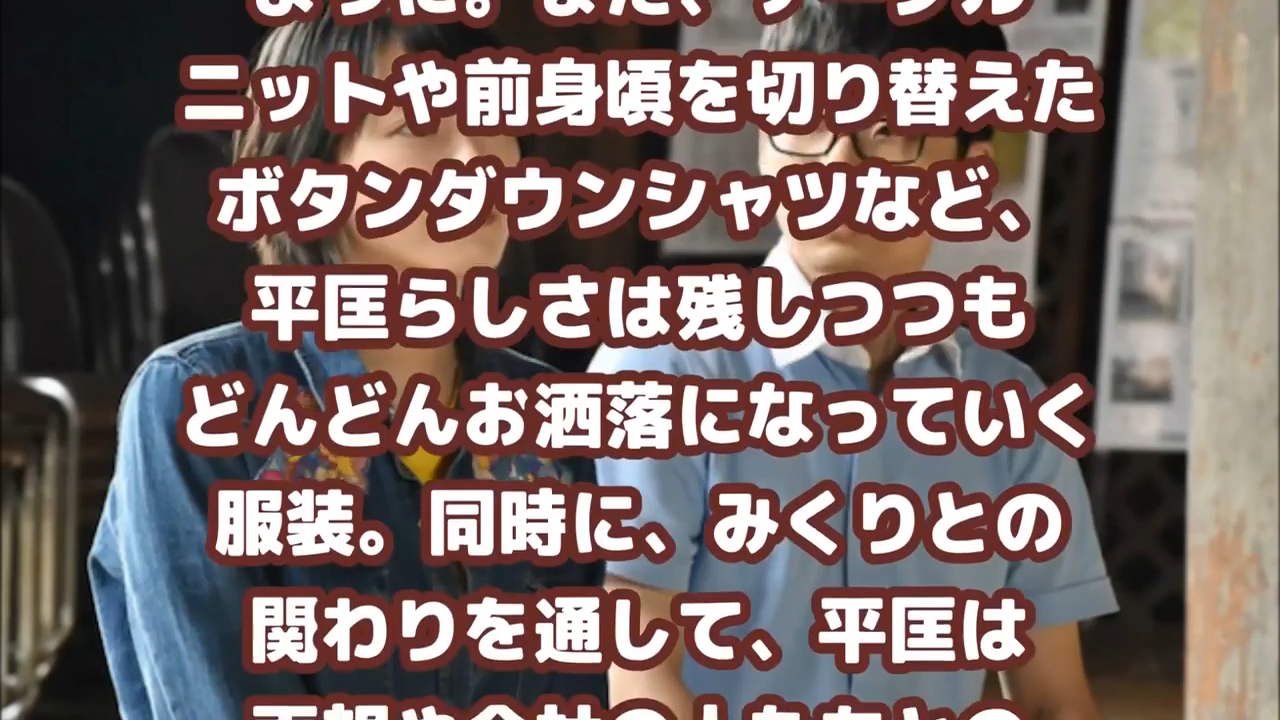 ニットや前身頃を切り替えた
ボタンダウンシャツなど、
平匡らしさは残しつつも
どんどんお洒落になっていく
服装。同時に、みくりとの
関わりを通して、平匡は